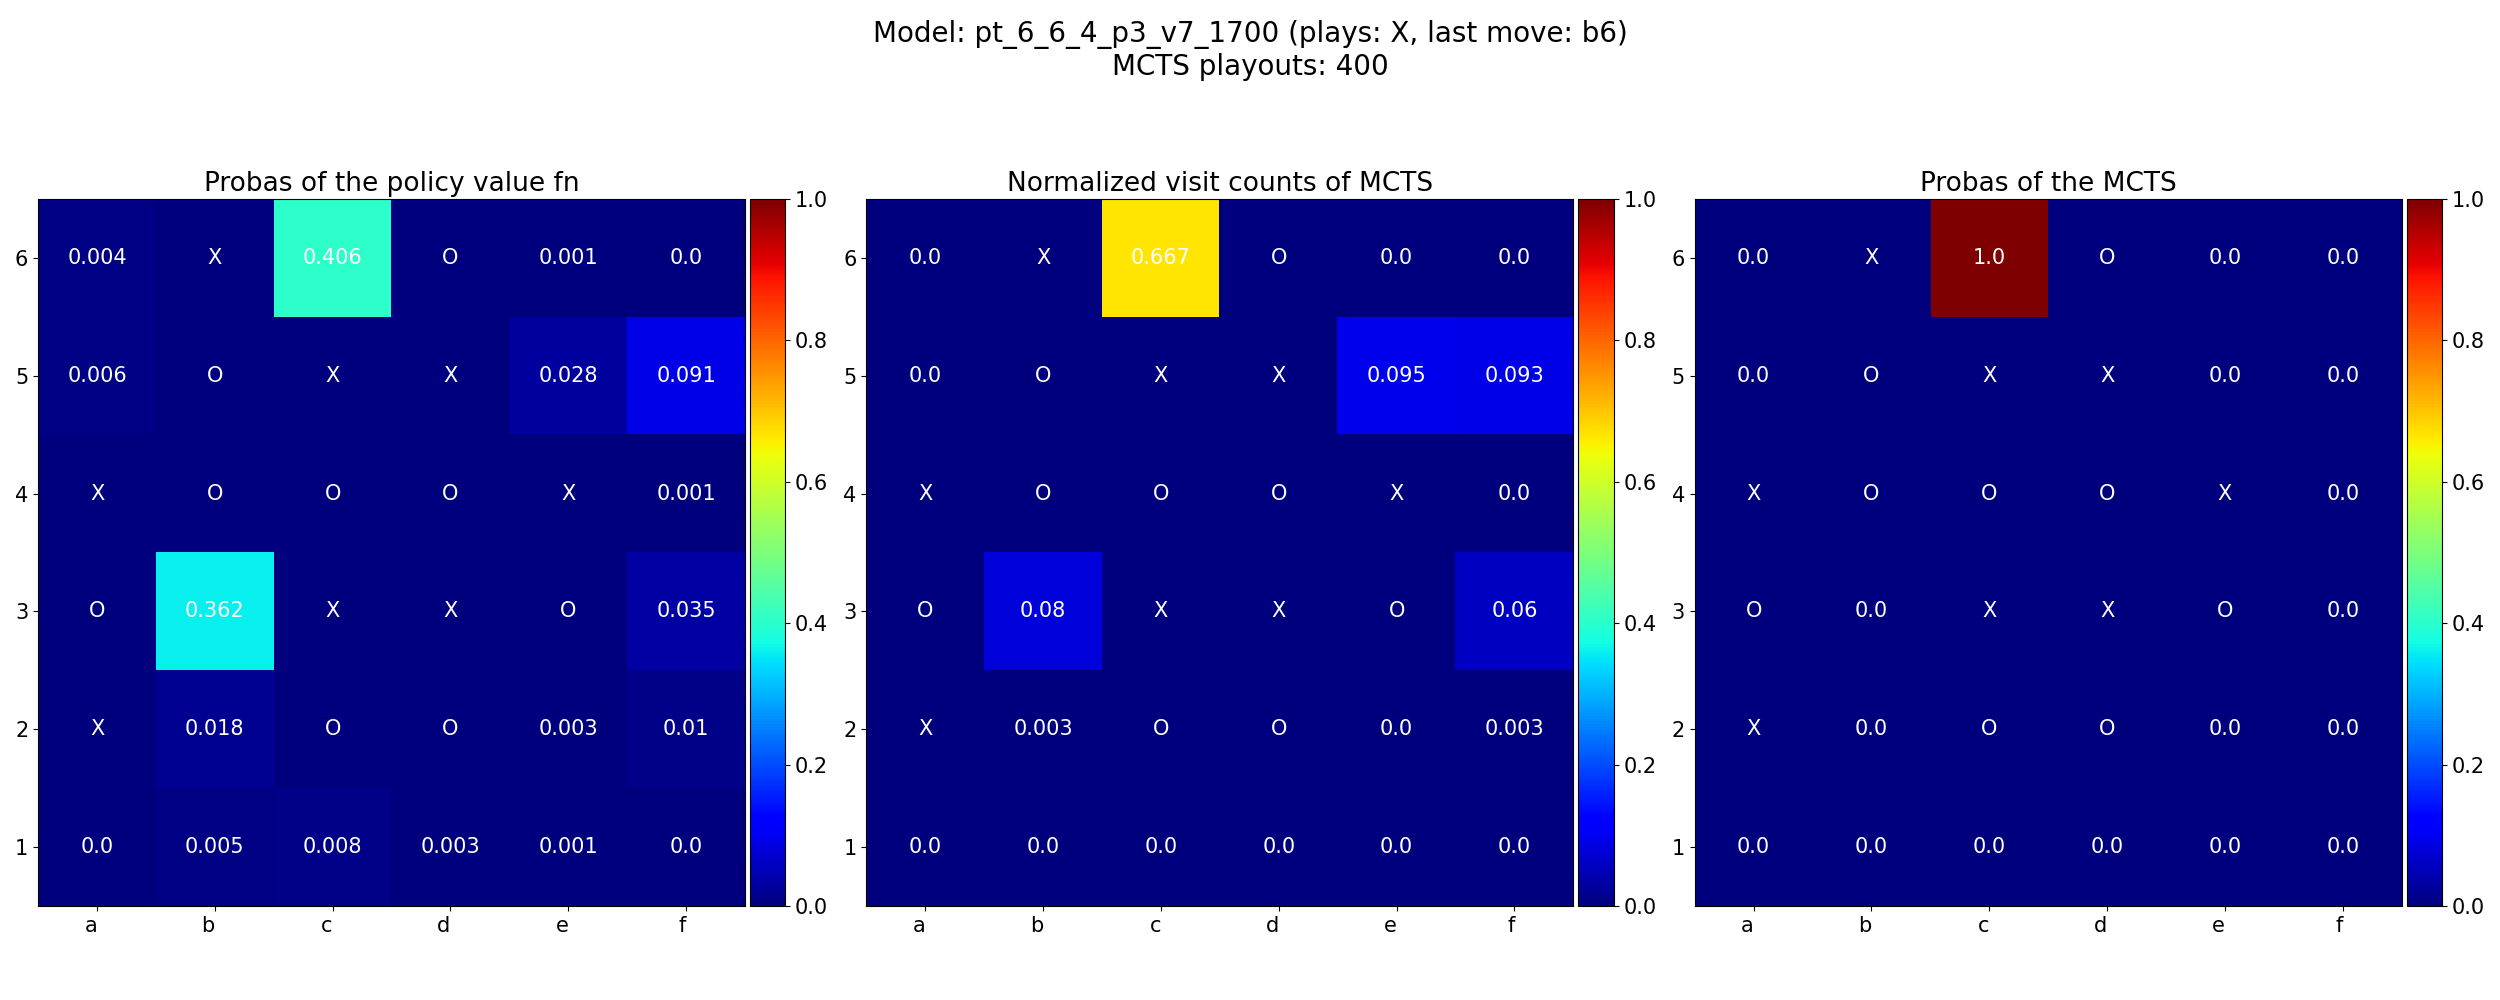 Model: pt_6_6_4_p3_v7_1700 (plays: X, last move: b6)
MCTS playouts: 400
Probas of the policy value fn
6 0.004 X 0.406 O 0.001 0.0
5 0.006 O X X 0.028 0.091
4 X O O O X 0.001
3 O 0.362 X X O 0.035
2 X 0.018 O O 0.003 0.01
1 0.0 0.005 0.008 0.003 0.001 0.0
a b c d e f
1.0
0.8
0.6
0.4
0.2
0.0
Normalized visit counts of MCTS
6 0.0 X 0.667 O 0.0 0.0
5 0.0 O X X 0.095 0.093
4 X O O O X 0.0
3 O 0.08 X X O 0.06
2 X 0.003 O O 0.0 0.003
1 0.0 0.0 0.0 0.0 0.0 0.0
a b c d e f
1.0
0.8
0.6
0.4
0.2
0.0
Probas of the MCTS
6 0.0 X 1.0 O 0.0 0.0
5 0.0 O X X 0.0 0.0
4 X O O O X 0.0
3 O 0.0 X X O 0.0
2 X 0.0 O O 0.0 0.0
1 0.0 0.0 0.0 0.0 0.0 0.0
a b c d e f
1.0
0.8
0.6
0.4
0.2
0.0